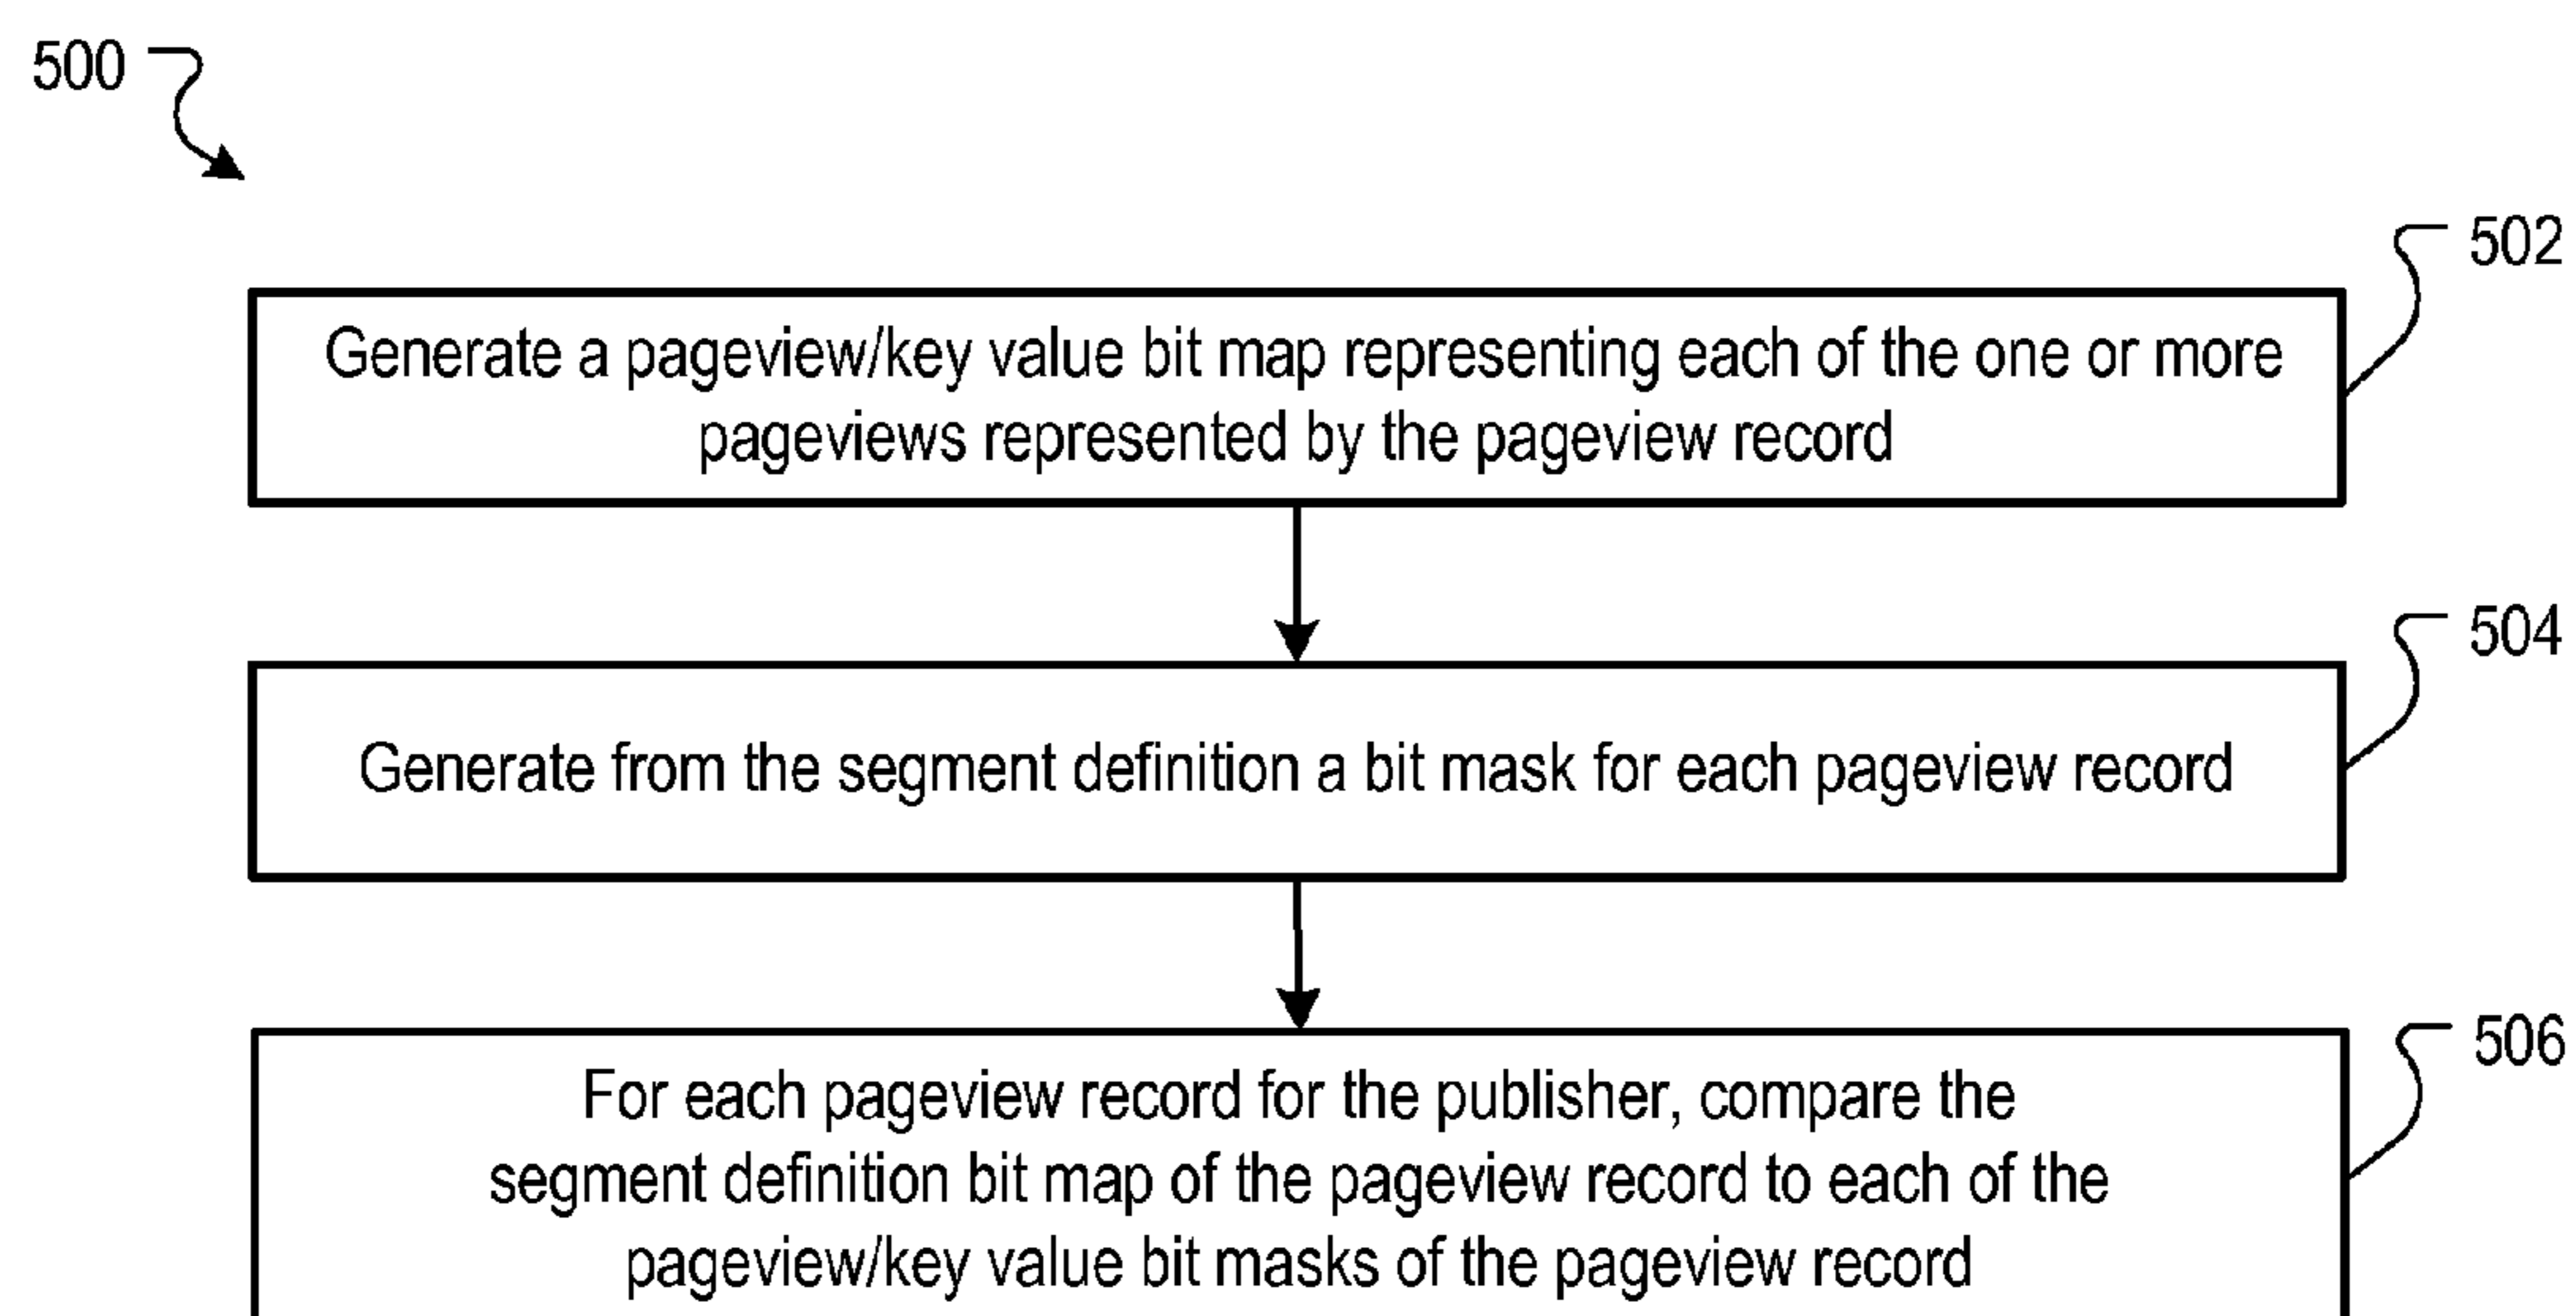 500
502
Generate a pageview/key value bit map representing each of the one or more
pageviews represented by the pageview record
504
Generate from the segment definition a bit mask for each pageview record
506
For each pageview record for the publisher, compare the
segment definition bit map of the pageview record to each of the
pageview/key value bit masks of the pageview record